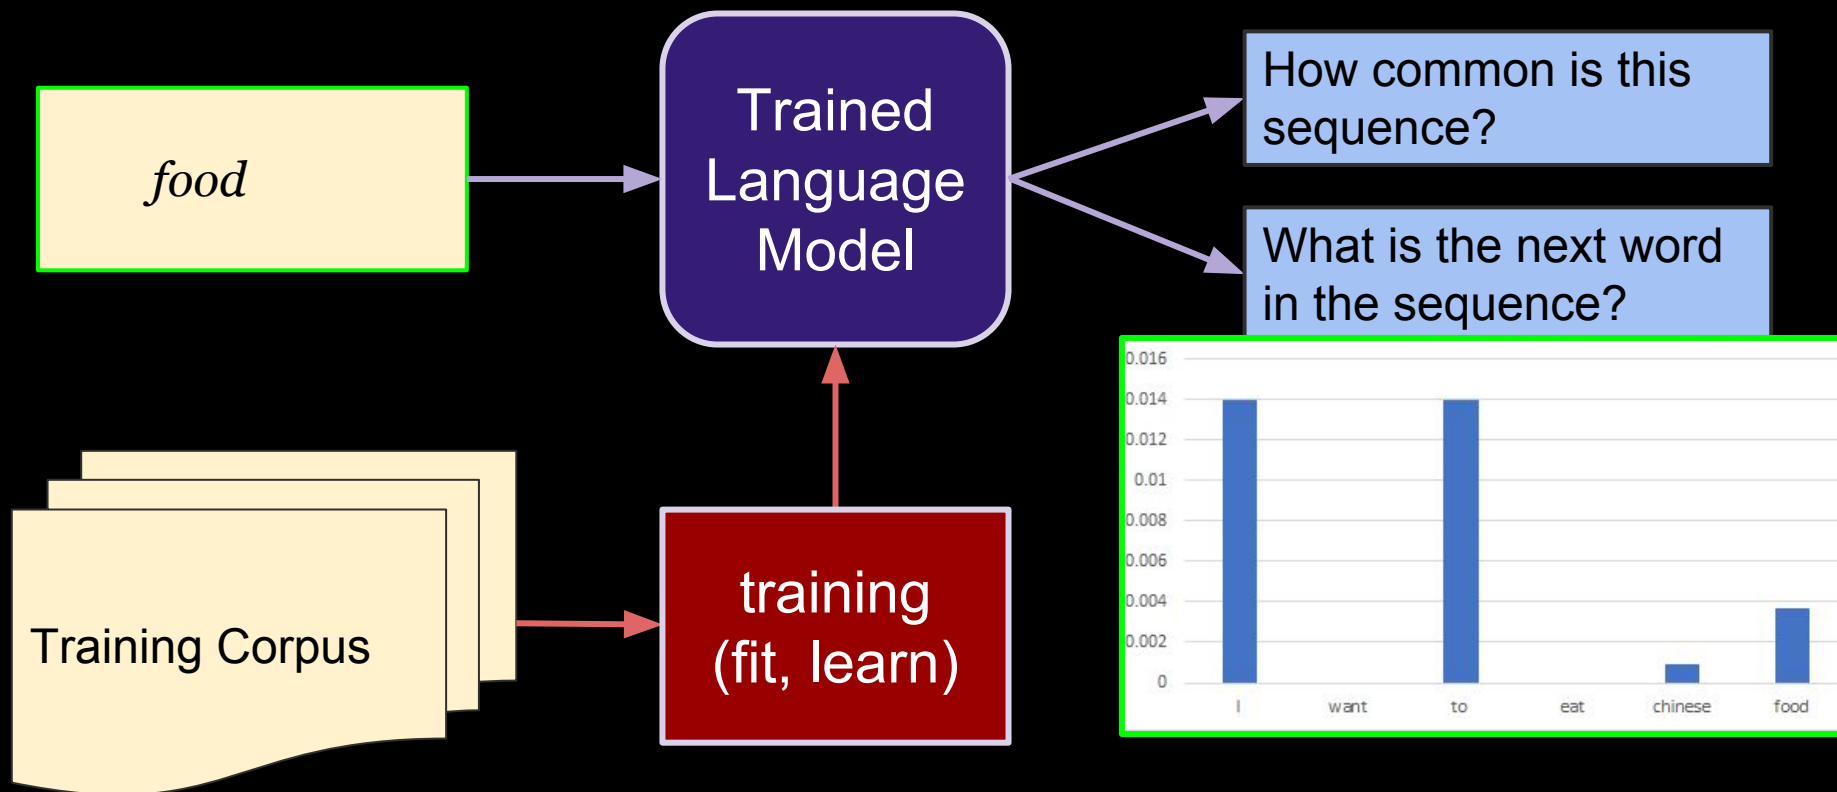 food
Trained
Language
Model
How common is this
sequence?
What is the next word
in the sequence?
Training Corpus
training
(fit, learn)
0.016
0.014
0.012
0.01
0.008
0.006
0.004
0.002
0
I want to eat chinese food